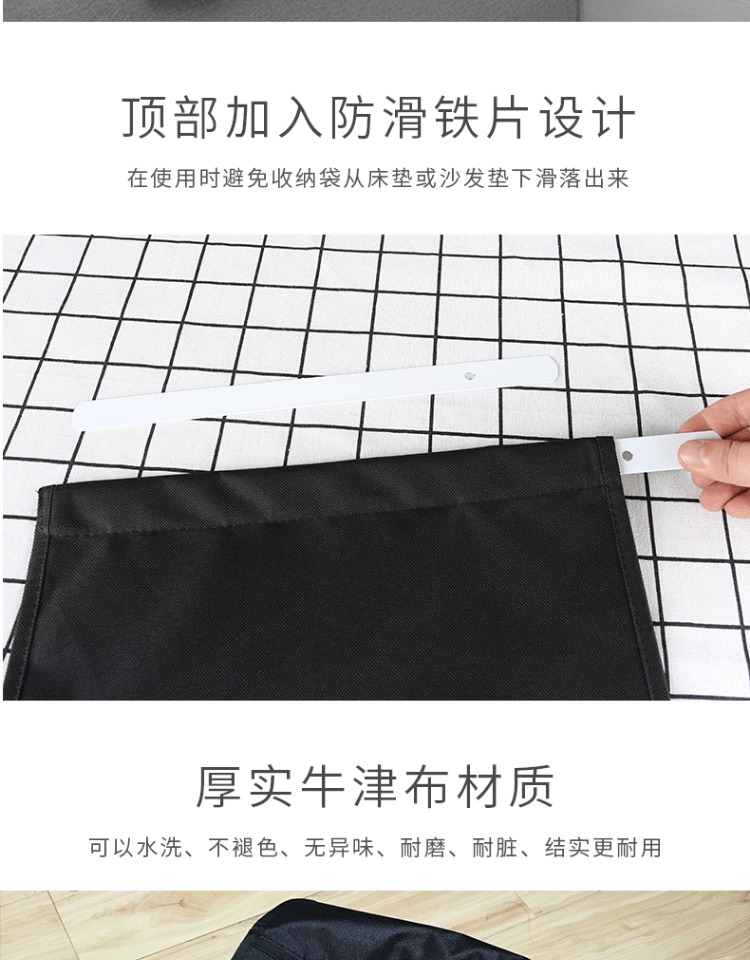 顶部加入防滑铁片设计
在使用时避免收纳袋从床垫或沙发垫下滑落出来
厚实牛津布材质
可以水洗、不褪色、无异味、耐磨、耐脏、结实更耐用